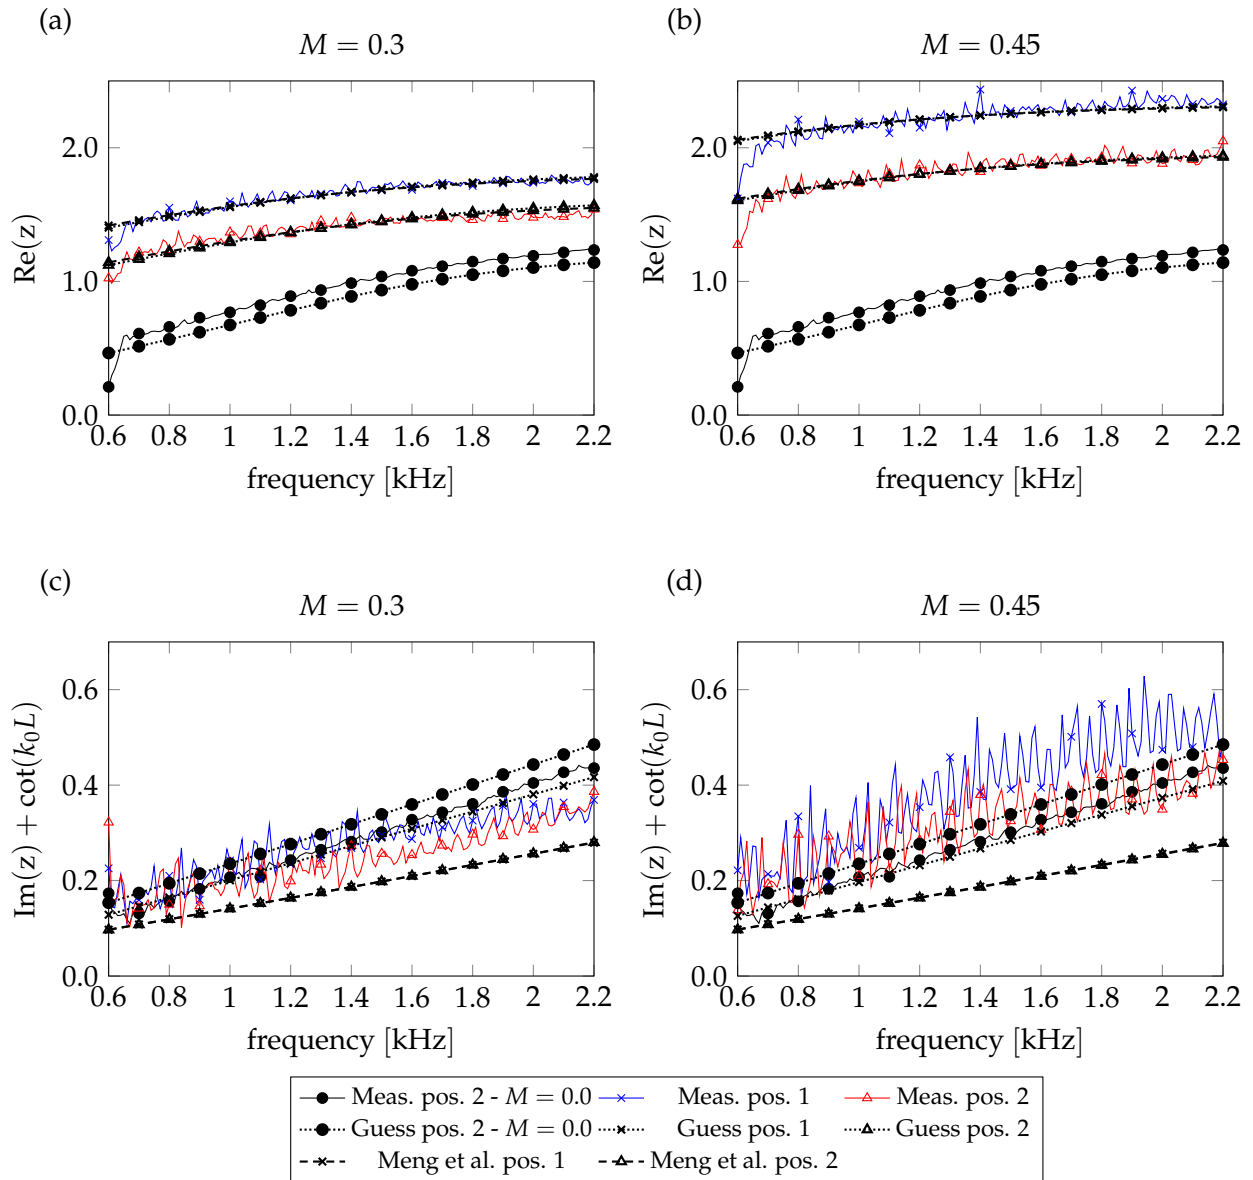 (a)
M = 0.3
Re(z)
2.0
1.0
0.0
0.6 0.8 1 1.2 1.4 1.6 1.8 2 2.2
frequency [kHz]
(b)
M = 0.45
Re(z)
2.0
1.0
0.0
0.6 0.8 1 1.2 1.4 1.6 1.8 2 2.2
frequency [kHz]
(c)
M = 0.3
Im(z) + cot(k₀L)
0.6
0.4
0.2
0.0
0.6 0.8 1 1.2 1.4 1.6 1.8 2 2.2
frequency [kHz]
(d)
M = 0.45
Im(z) + cot(k₀L)
0.6
0.4
0.2
0.0
0.6 0.8 1 1.2 1.4 1.6 1.8 2 2.2
frequency [kHz]
Meas. pos. 2 - M = 0.0 Meas. pos. 1 Meas. pos. 2
Guess pos. 2 - M = 0.0 Guess pos. 1 Guess pos. 2
Meng et al. pos. 1 Meng et al. pos. 2